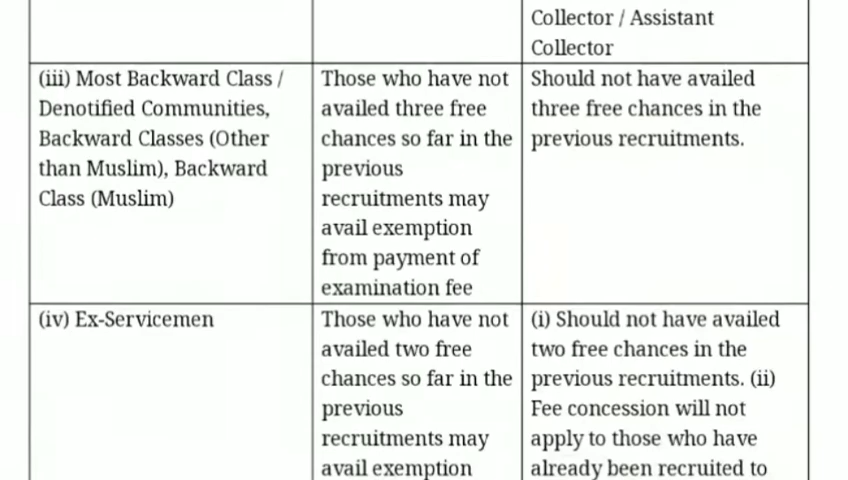 Collector / Assistant
Collector
(iii) Most Backward Class /
Denotified Communities,
Backward Classes (Other
than Muslim), Backward
Class (Muslim)
Those who have not
availed three free
chances so far in the
previous
recruitments may
avail exemption
from payment of
examination fee
Should not have availed
three free chances in the
previous recruitments.
(iv) Ex-Servicemen
Those who have not
availed two free
chances so far in the
previous
recruitments may
avail exemption
(i) Should not have availed
two free chances in the
previous recruitments. (ii)
Fee concession will not
apply to those who have
already been recruited to